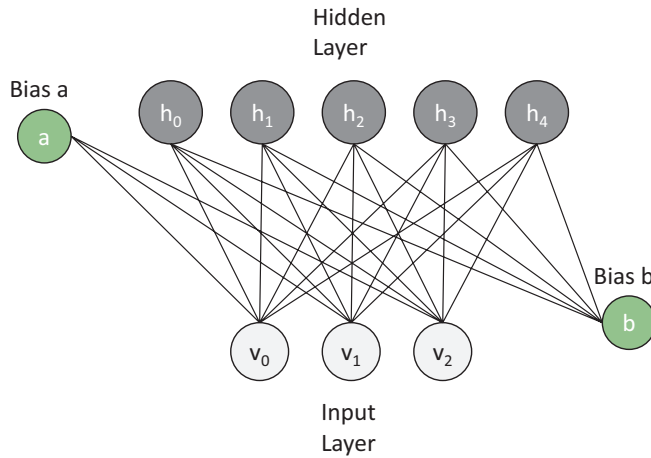 Hidden
Layer
Bias a
a
h₀
h₁
h₂
h₃
h₄
Bias b
b
v₀
v₁
v₂
Input
Layer